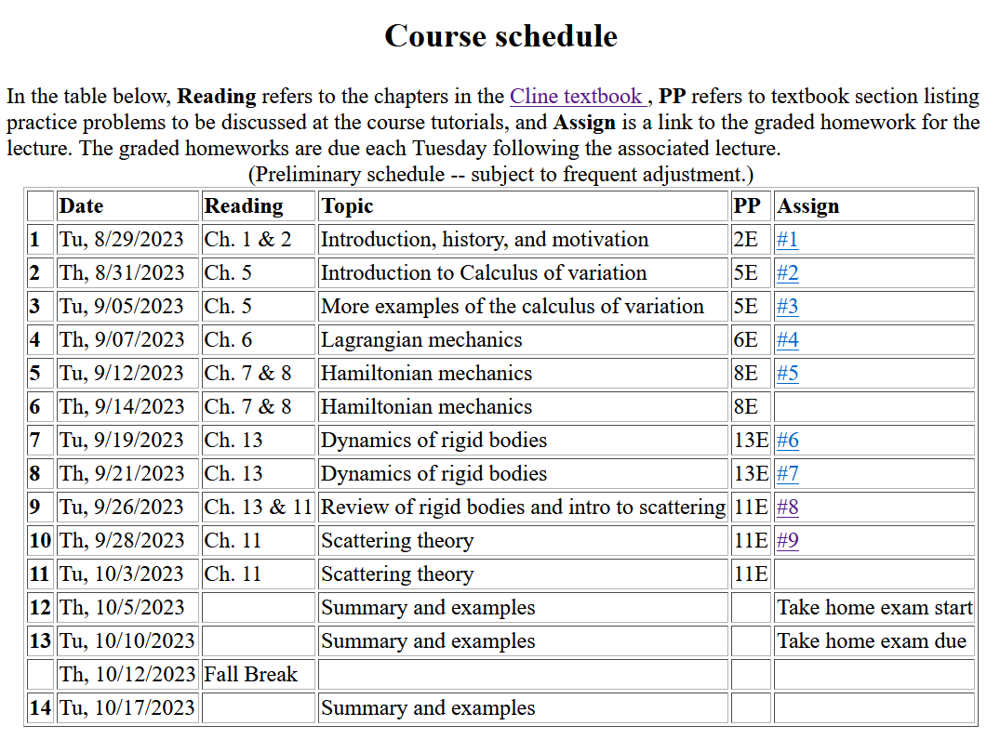 Course schedule
In the table below, Reading refers to the chapters in the Cline textbook , PP refers to textbook section listing
practice problems to be discussed at the course tutorials, and Assign is a link to the graded homework for the
lecture. The graded homeworks are due each Tuesday following the associated lecture.
(Preliminary schedule -- subject to frequent adjustment.)
Date Reading Topic PP Assign
1 Tu, 8/29/2023 Ch. 1 & 2 Introduction, history, and motivation 2E #1
2 Th, 8/31/2023 Ch. 5 Introduction to Calculus of variation 5E #2
3 Tu, 9/05/2023 Ch. 5 More examples of the calculus of variation 5E #3
4 Th, 9/07/2023 Ch. 6 Lagrangian mechanics 6E #4
5 Tu, 9/12/2023 Ch. 7 & 8 Hamiltonian mechanics 8E #5
6 Th, 9/14/2023 Ch. 7 & 8 Hamiltonian mechanics 8E
7 Tu, 9/19/2023 Ch. 13 Dynamics of rigid bodies 13E #6
8 Th, 9/21/2023 Ch. 13 Dynamics of rigid bodies 13E #7
9 Tu, 9/26/2023 Ch. 13 & 11 Review of rigid bodies and intro to scattering 11E #8
10 Th, 9/28/2023 Ch. 11 Scattering theory 11E #9
11 Tu, 10/3/2023 Ch. 11 Scattering theory 11E
12 Th, 10/5/2023 Summary and examples Take home exam start
13 Tu, 10/10/2023 Summary and examples Take home exam due
Th, 10/12/2023 Fall Break
14 Tu, 10/17/2023 Summary and examples